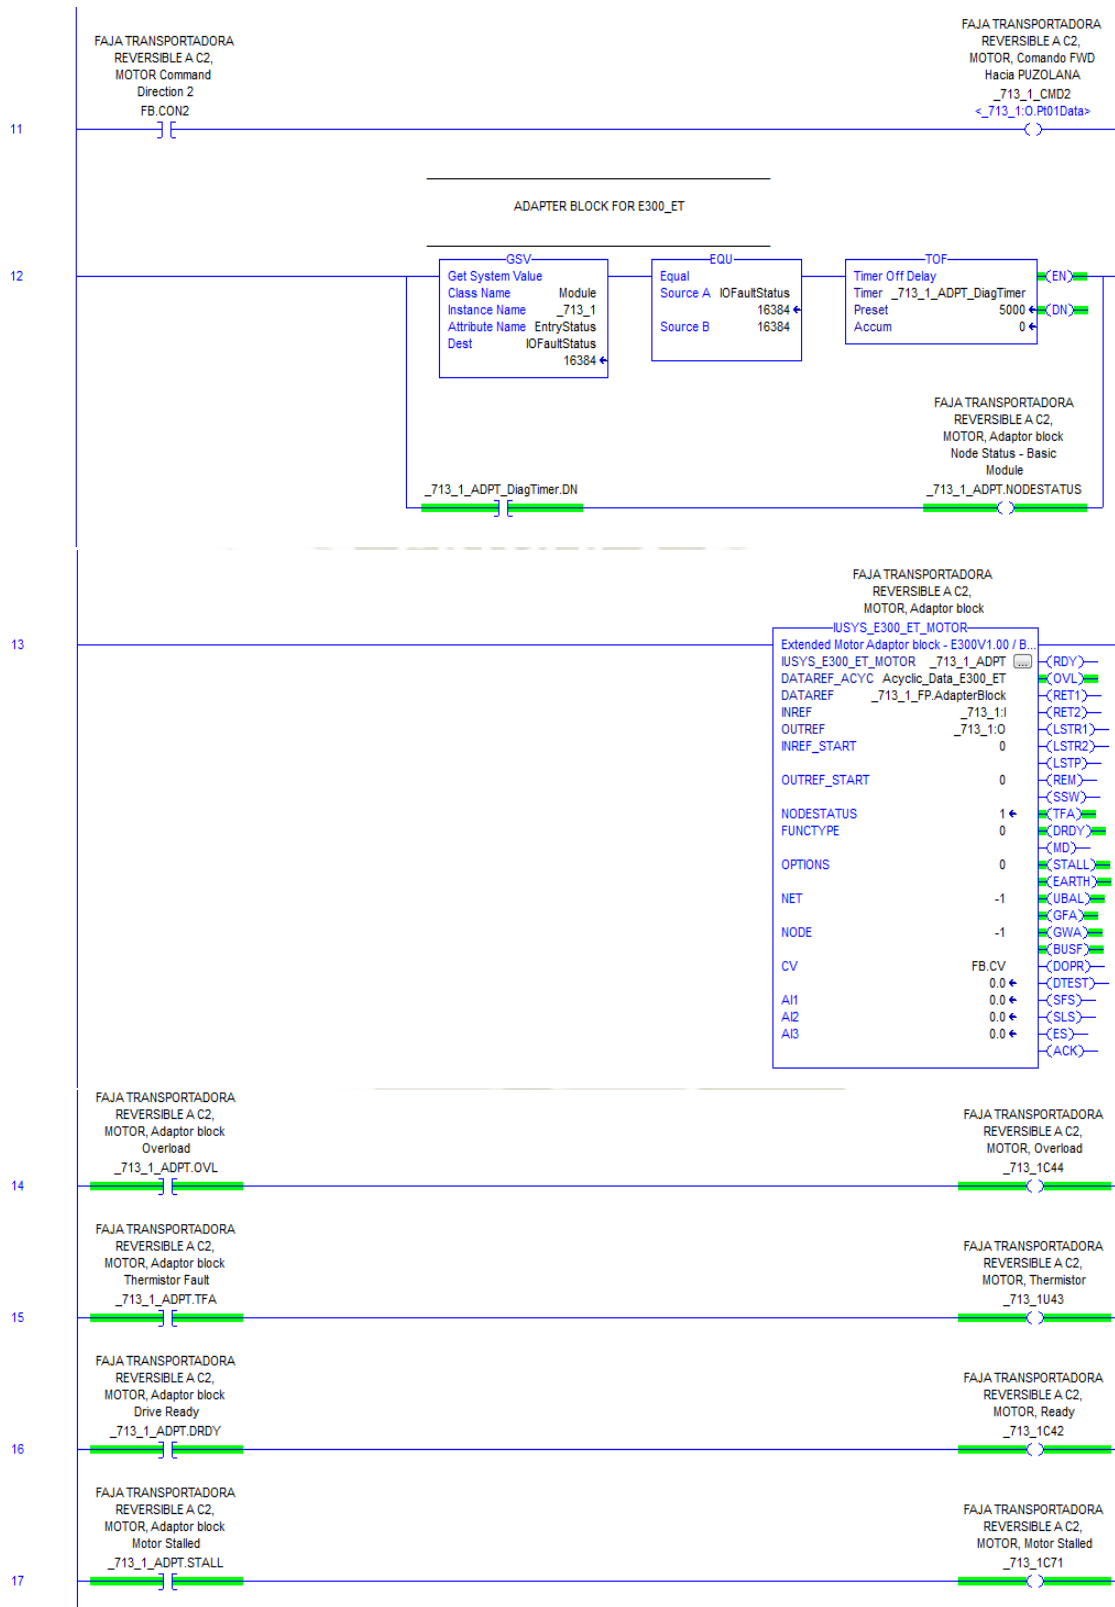 FAJA TRANSPORTADORA
REVERSIBLE A C2,
MOTOR Command
Direction 2
FB.CON2
FAJA TRANSPORTADORA
REVERSIBLE A C2,
MOTOR, Comando FWD
Hacia PUZOLANA
_713_1_CMD2
<_713_1:O.Pt01Data>
11
ADAPTER BLOCK FOR E300_ET
12
GSV
Get System Value
Class Name Module
Instance Name _713_1
Attribute Name EntryStatus
Dest IOFaultStatus
16384
EQU
Equal
Source A IOFaultStatus
16384
Source B 16384
TOF
Timer Off Delay
Timer _713_1_ADPT_DiagTimer
Preset 5000
Accum 0
EN
DN
_713_1_ADPT_DiagTimer.DN
FAJA TRANSPORTADORA
REVERSIBLE A C2,
MOTOR, Adaptor block
Node Status - Basic
Module
_713_1_ADPT.NODESTATUS
FAJA TRANSPORTADORA
REVERSIBLE A C2,
MOTOR, Adaptor block
13
IUSYS_E300_ET_MOTOR
Extended Motor Adaptor block - E300V1.00 / B...
IUSYS_E300_ET_MOTOR _713_1_ADPT ...
DATAREF_ACYC Acyclic_Data_E300_ET
DATAREF _713_1_FP.AdapterBlock
INREF _713_1:I
OUTREF _713_1:O
INREF_START 0
OUTREF_START 0
NODESTATUS 1
FUNCTYPE 0
OPTIONS 0
NET -1
NODE -1
CV FB.CV
0.0
AI1 0.0
AI2 0.0
AI3 0.0
RDY
OVL
RET1
RET2
LSTR1
LSTR2
LSTP
REM
SSW
TFA
DRDY
MD
STALL
EARTH
UBAL
GFA
GWA
BUSF
DOPR
DTEST
SFS
SLS
ES
ACK
FAJA TRANSPORTADORA
REVERSIBLE A C2,
MOTOR, Adaptor block
Overload
_713_1_ADPT.OVL
FAJA TRANSPORTADORA
REVERSIBLE A C2,
MOTOR, Overload
_713_1C44
14
FAJA TRANSPORTADORA
REVERSIBLE A C2,
MOTOR, Adaptor block
Thermistor Fault
_713_1_ADPT.TFA
FAJA TRANSPORTADORA
REVERSIBLE A C2,
MOTOR, Thermistor
_713_1U43
15
FAJA TRANSPORTADORA
REVERSIBLE A C2,
MOTOR, Adaptor block
Drive Ready
_713_1_ADPT.DRDY
FAJA TRANSPORTADORA
REVERSIBLE A C2,
MOTOR, Ready
_713_1C42
16
FAJA TRANSPORTADORA
REVERSIBLE A C2,
MOTOR, Adaptor block
Motor Stalled
_713_1_ADPT.STALL
FAJA TRANSPORTADORA
REVERSIBLE A C2,
MOTOR, Motor Stalled
_713_1C71
17